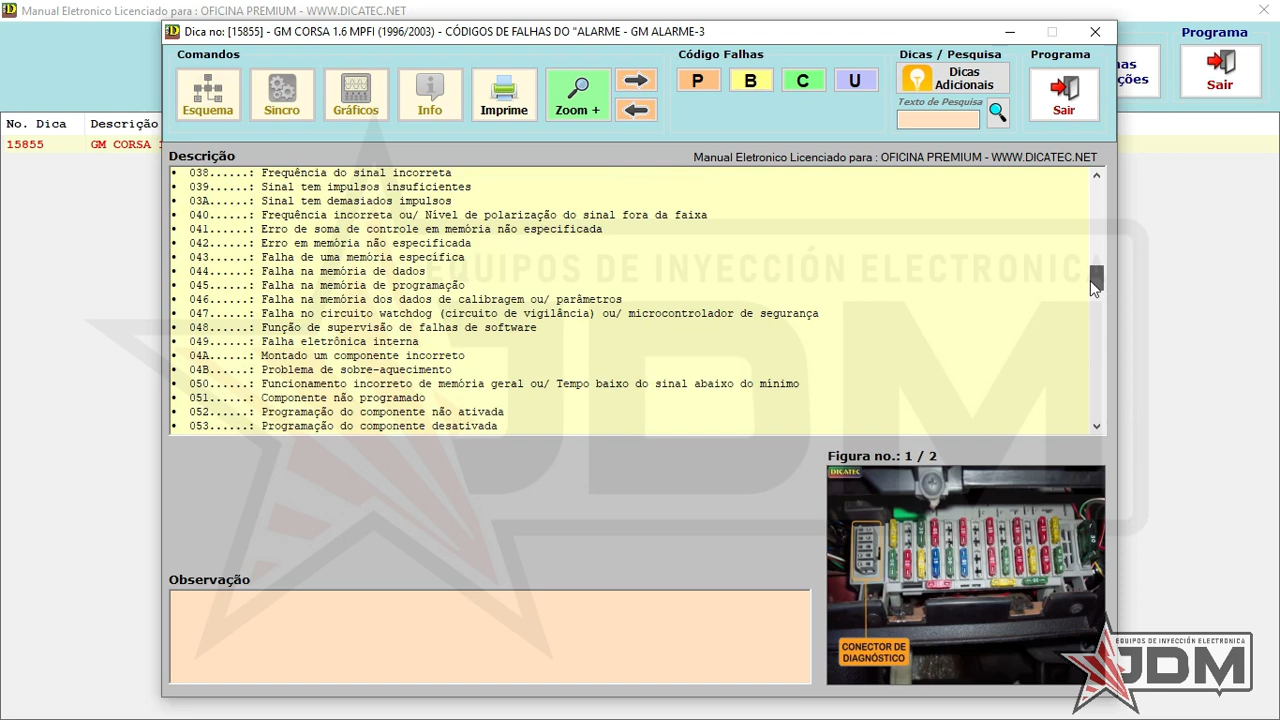 Manual Eletronico Licenciado para : OFICINA PREMIUM - WWW.DICATEC.NET
Dica no: [15855] - GM CORSA 1.6 MPFI (1996/2003) - CÓDIGOS DE FALHAS DO "ALARME - GM ALARME-3
Comandos
Código Falhas
Dicas / Pesquisa
Programa
Programa
Esquema
Sincro
Gráficos
Info
Imprime
Zoom +
P
B
C
U
Dicas
Adicionais
Texto de Pesquisa
Sair
ções
Sair
No. Dica
Descrição
15855
GM CORSA
Descrição
Manual Eletronico Licenciado para : OFICINA PREMIUM - WWW.DICATEC.NET
• 038......: Frequência do sinal incorreta
• 039......: Sinal tem impulsos insuficientes
• 03A......: Sinal tem demasiados impulsos
• 040......: Frequência incorreta ou/ Nível de polarização do sinal fora da faixa
• 041......: Erro de soma de controle em memória não especificada
• 042......: Erro em memória não especificada
• 043......: Falha de uma memória específica
• 044......: Falha na memória de dados
• 045......: Falha na memória de programação
• 046......: Falha na memória dos dados de calibragem ou/ parâmetros
• 047......: Falha no circuito watchdog (circuito de vigilância) ou/ microcontrolador de segurança
• 048......: Função de supervisão de falhas de software
• 049......: Falha eletrônica interna
• 04A......: Montado um componente incorreto
• 04B......: Problema de sobre-aquecimento
• 050......: Funcionamento incorreto de memória geral ou/ Tempo baixo do sinal abaixo do mínimo
• 051......: Componente não programado
• 052......: Programação do componente não ativada
• 053......: Programação do componente desativada
EQUIPOS DE INYECCIÓN ELECTRONICA
JDM
Figura no.: 1 / 2
DICATEC
CONECTOR DE
DIAGNÓSTICO
Observação
EQUIPOS DE INYECCIÓN ELECTRONICA
JDM